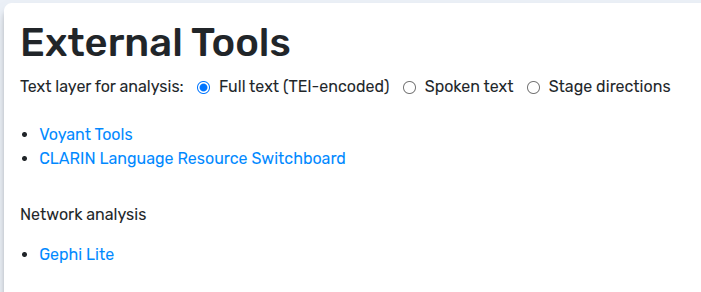 External Tools
Text layer for analysis: Full text (TEI-encoded) Spoken text Stage directions
Voyant Tools
CLARIN Language Resource Switchboard
Network analysis
Gephi Lite